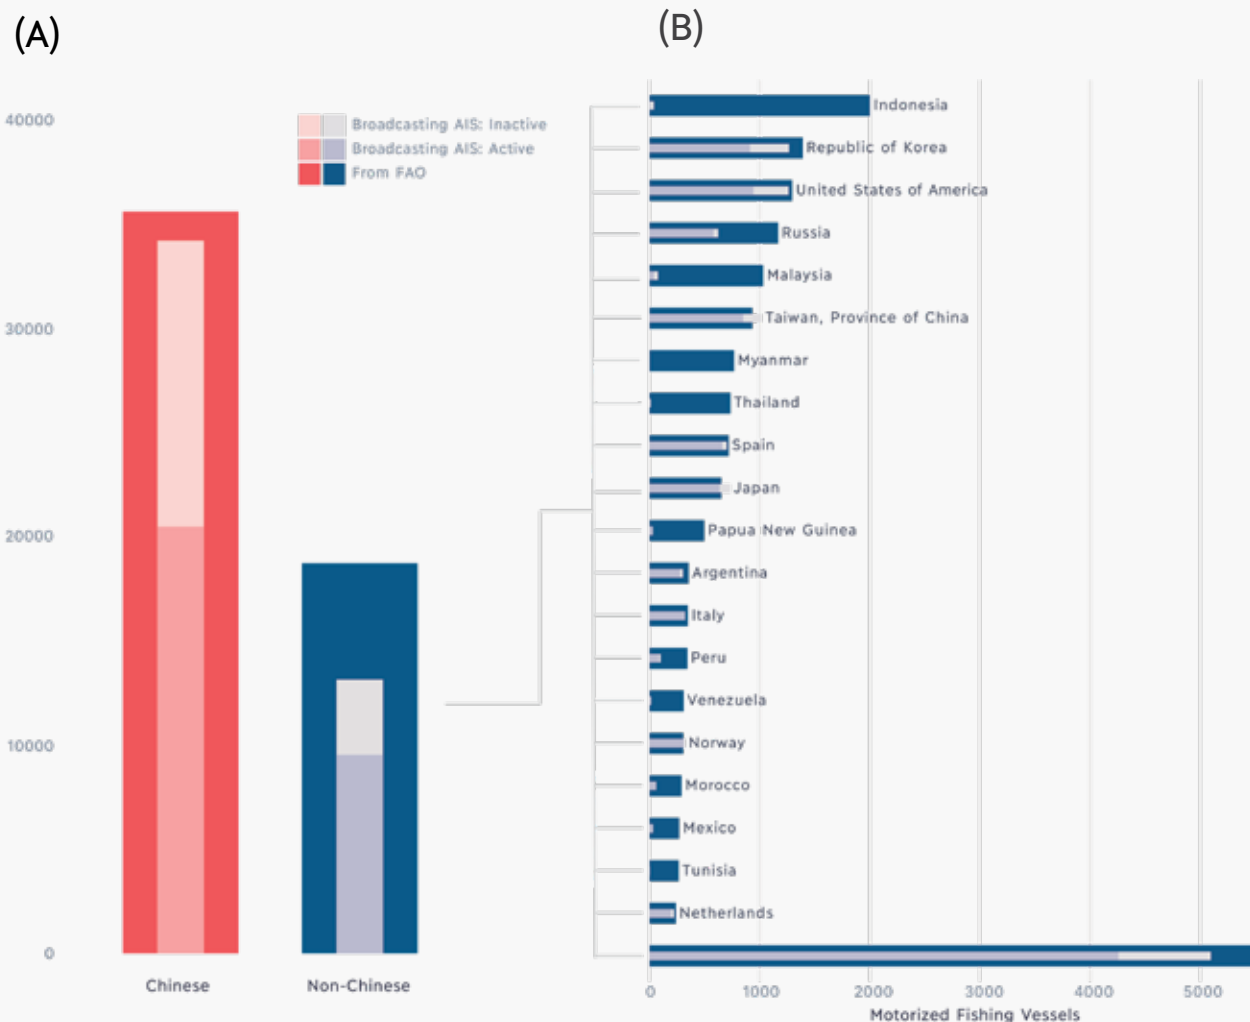 (A)
(B)
40000
30000
20000
10000
0
Broadcasting AIS: Inactive
Broadcasting AIS: Active
From FAO
Chinese
Non-Chinese
Indonesia
Republic of Korea
United States of America
Russia
Malaysia
Taiwan, Province of China
Myanmar
Thailand
Spain
Japan
Papua New Guinea
Argentina
Italy
Peru
Venezuela
Norway
Morocco
Mexico
Tunisia
Netherlands
0 1000 2000 3000 4000 5000
Motorized Fishing Vessels